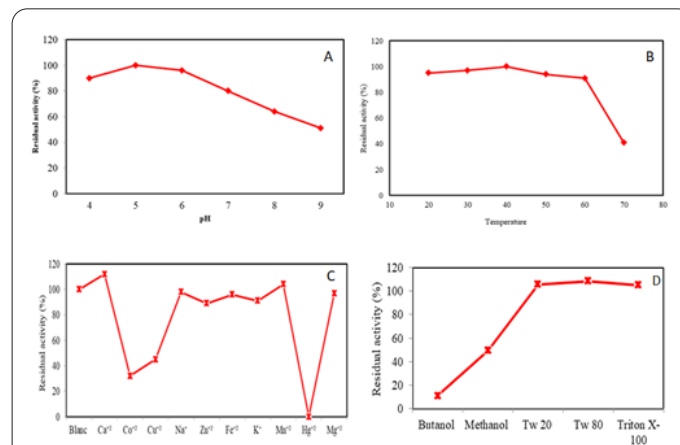 A
Residual activity (%)
120
100
80
60
40
20
0
4 5 6 7 8 9
pH
B
Residual activity (%)
120
100
80
60
40
20
0
10 20 30 40 50 60 70 80
Temperature
C
Residual activity (%)
120
100
80
60
40
20
0
Blanc Ca⁺² Co⁺² Cu⁺² Na⁺ Zn⁺² Fe⁺² K⁺ Mn⁺² Hg⁺² Mg⁺²
D
Residual activity (%)
120
100
80
60
40
20
0
Butanol Methanol Tw 20 Tw 80 Triton X-
100